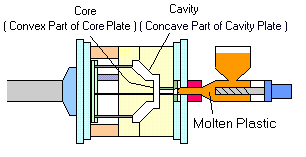 Core
( Convex Part of Core Plate )
Cavity
( Concave Part of Cavity Plate )
Molten Plastic